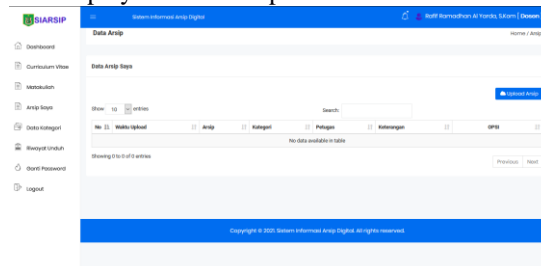 SIARSIP
Sistem Informasi Arsip Digital
Rafif Ramadhan Al Yarda, S.Kom | Dosen
Data Arsip
Home / Arsip
Dashboard
Curriculum Vitae
Matakuliah
Arsip Saya
Data Kategori
Riwayat Unduh
Ganti Password
Logout
Data Arsip Saya
Upload Arsip
Show 10 entries
Search:
No Waktu Upload Arsip Kategori Petugas Keterangan OPSI
No data available in table
Showing 0 to 0 of 0 entries
Previous Next
Copyright © 2021. Sistem Informasi Arsip Digital. All rights reserved.